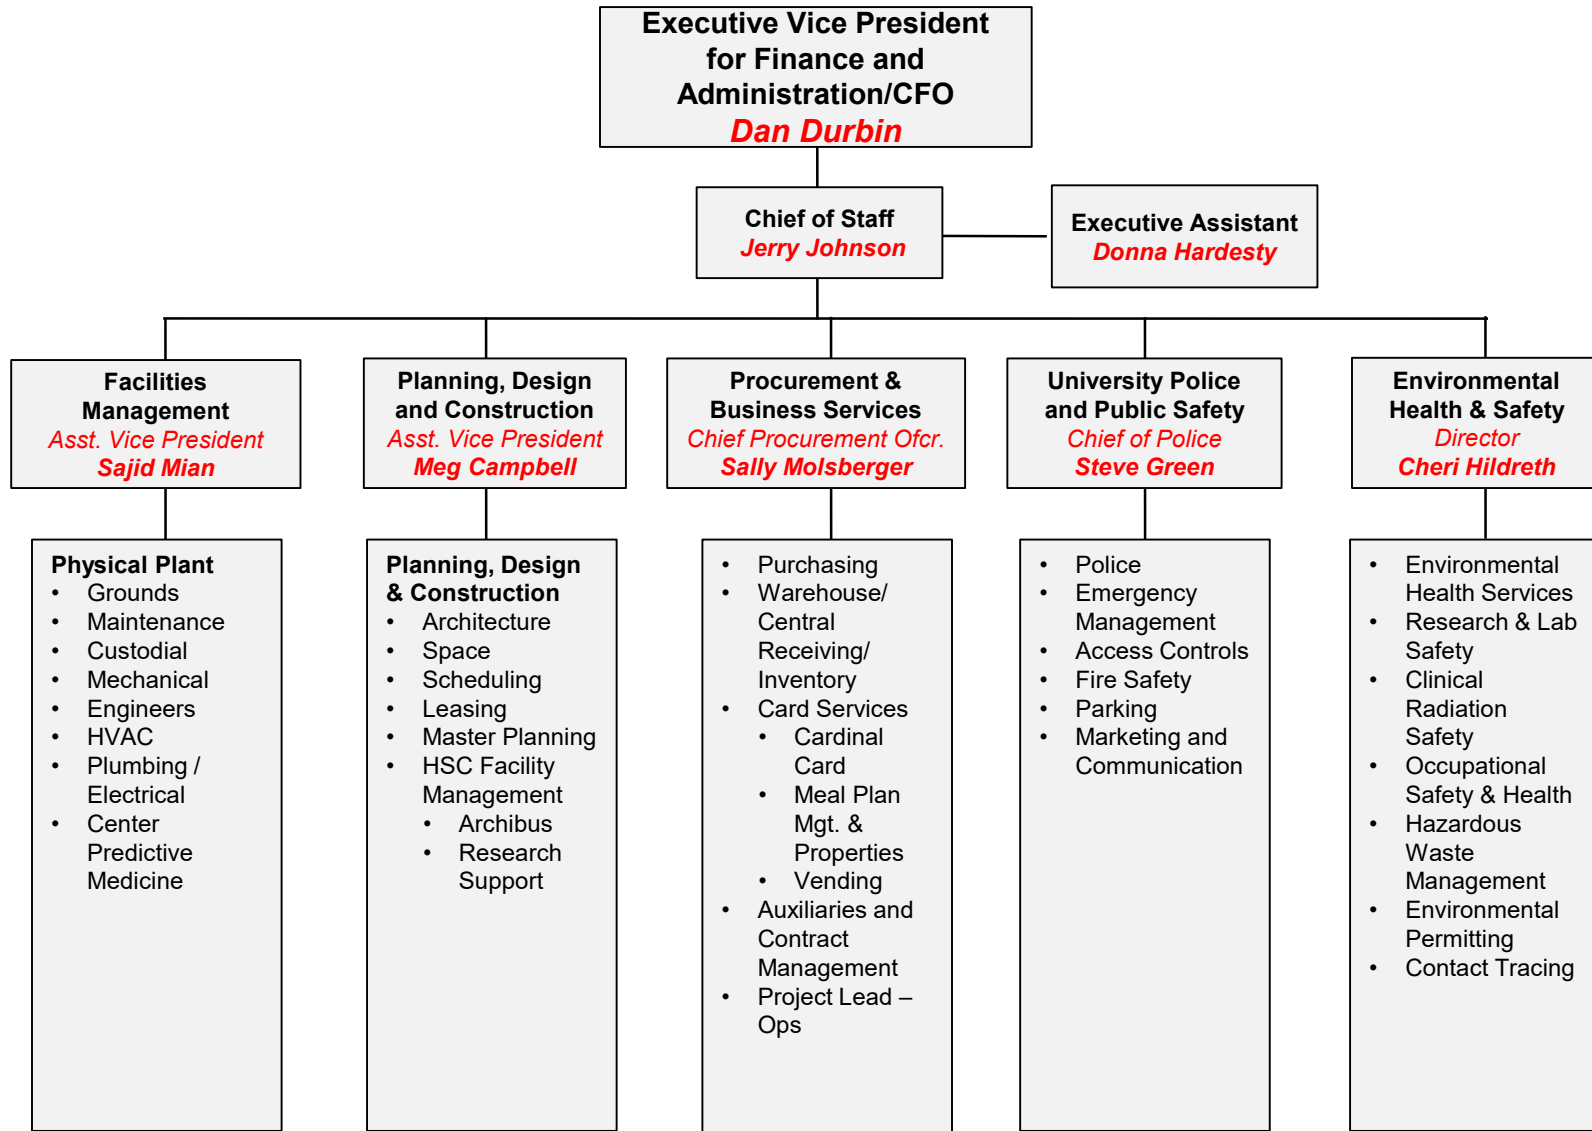 Executive Vice President
for Finance and
Administration/CFO
Dan Durbin
Chief of Staff
Jerry Johnson
Executive Assistant
Donna Hardesty
Facilities
Management
Asst. Vice President
Sajid Mian
Planning, Design
and Construction
Asst. Vice President
Meg Campbell
Procurement &
Business Services
Chief Procurement Ofcr.
Sally Molsberger
University Police
and Public Safety
Chief of Police
Steve Green
Environmental
Health & Safety
Director
Cheri Hildreth
Physical Plant
• Grounds
• Maintenance
• Custodial
• Mechanical
• Engineers
• HVAC
• Plumbing /
Electrical
• Center
Predictive
Medicine
Planning, Design
& Construction
• Architecture
• Space
• Scheduling
• Leasing
• Master Planning
• HSC Facility
Management
• Archibus
• Research
Support
• Purchasing
• Warehouse/
Central
Receiving/
Inventory
• Card Services
• Cardinal
Card
• Meal Plan
Mgt. &
Properties
• Vending
• Auxiliaries and
Contract
Management
• Project Lead –
Ops
• Police
• Emergency
Management
• Access Controls
• Fire Safety
• Parking
• Marketing and
Communication
• Environmental
Health Services
• Research & Lab
Safety
• Clinical
Radiation
Safety
• Occupational
Safety & Health
• Hazardous
Waste
Management
• Environmental
Permitting
• Contact Tracing